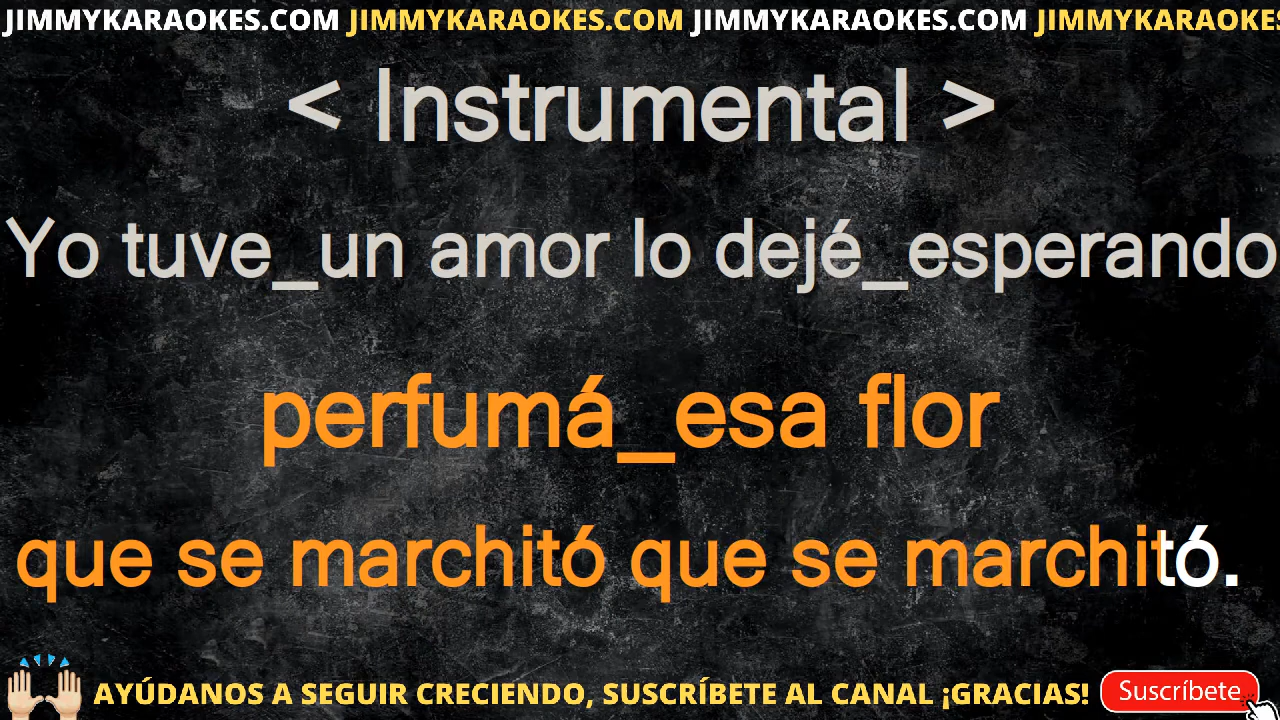 JIMMYKARAOKES.COM JIMMYKARAOKES.COM JIMMYKARAOKES.COM JIMMYKARAOKES
< Instrumental >
Yo tuve_un amor lo dejé_esperando
perfumá_esa flor
que se marchitó que se marchitó.
AYÚDANOS A SEGUIR CRECIENDO, SUSCRÍBETE AL CANAL ¡GRACIAS! Suscríbete